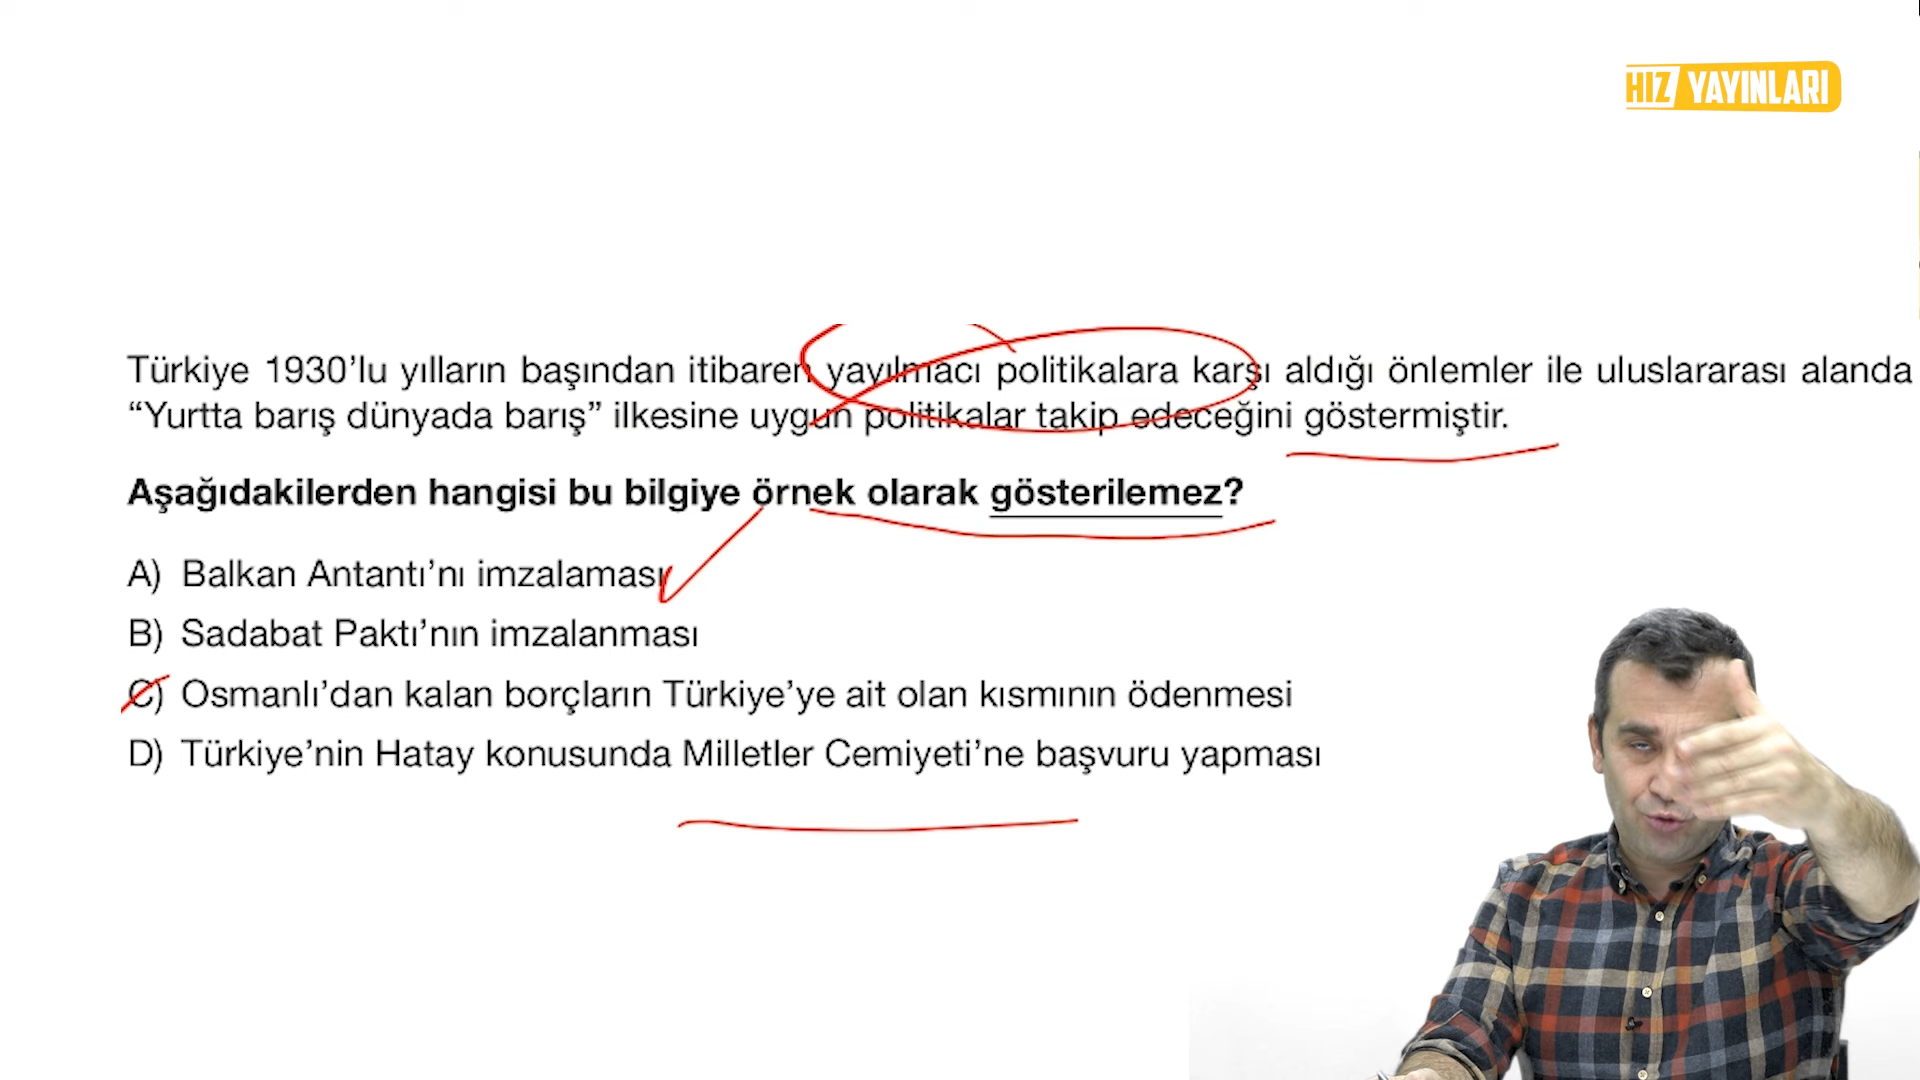 HIZ YAYINLARI
Türkiye 1930’lu yılların başından itibaren yayılmacı politikalara karşı aldığı önlemler ile uluslararası alanda
“Yurtta barış dünyada barış” ilkesine uygun politikalar takip edeceğini göstermiştir.
Aşağıdakilerden hangisi bu bilgiye örnek olarak gösterilemez?
A) Balkan Antantı’nı imzalaması
B) Sadabat Paktı’nın imzalanması
C) Osmanlı’dan kalan borçların Türkiye’ye ait olan kısmının ödenmesi
D) Türkiye’nin Hatay konusunda Milletler Cemiyeti’ne başvuru yapması